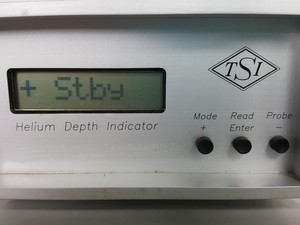 + Stby
TSI
Helium Depth Indicator
Mode Read Probe
+ Enter -